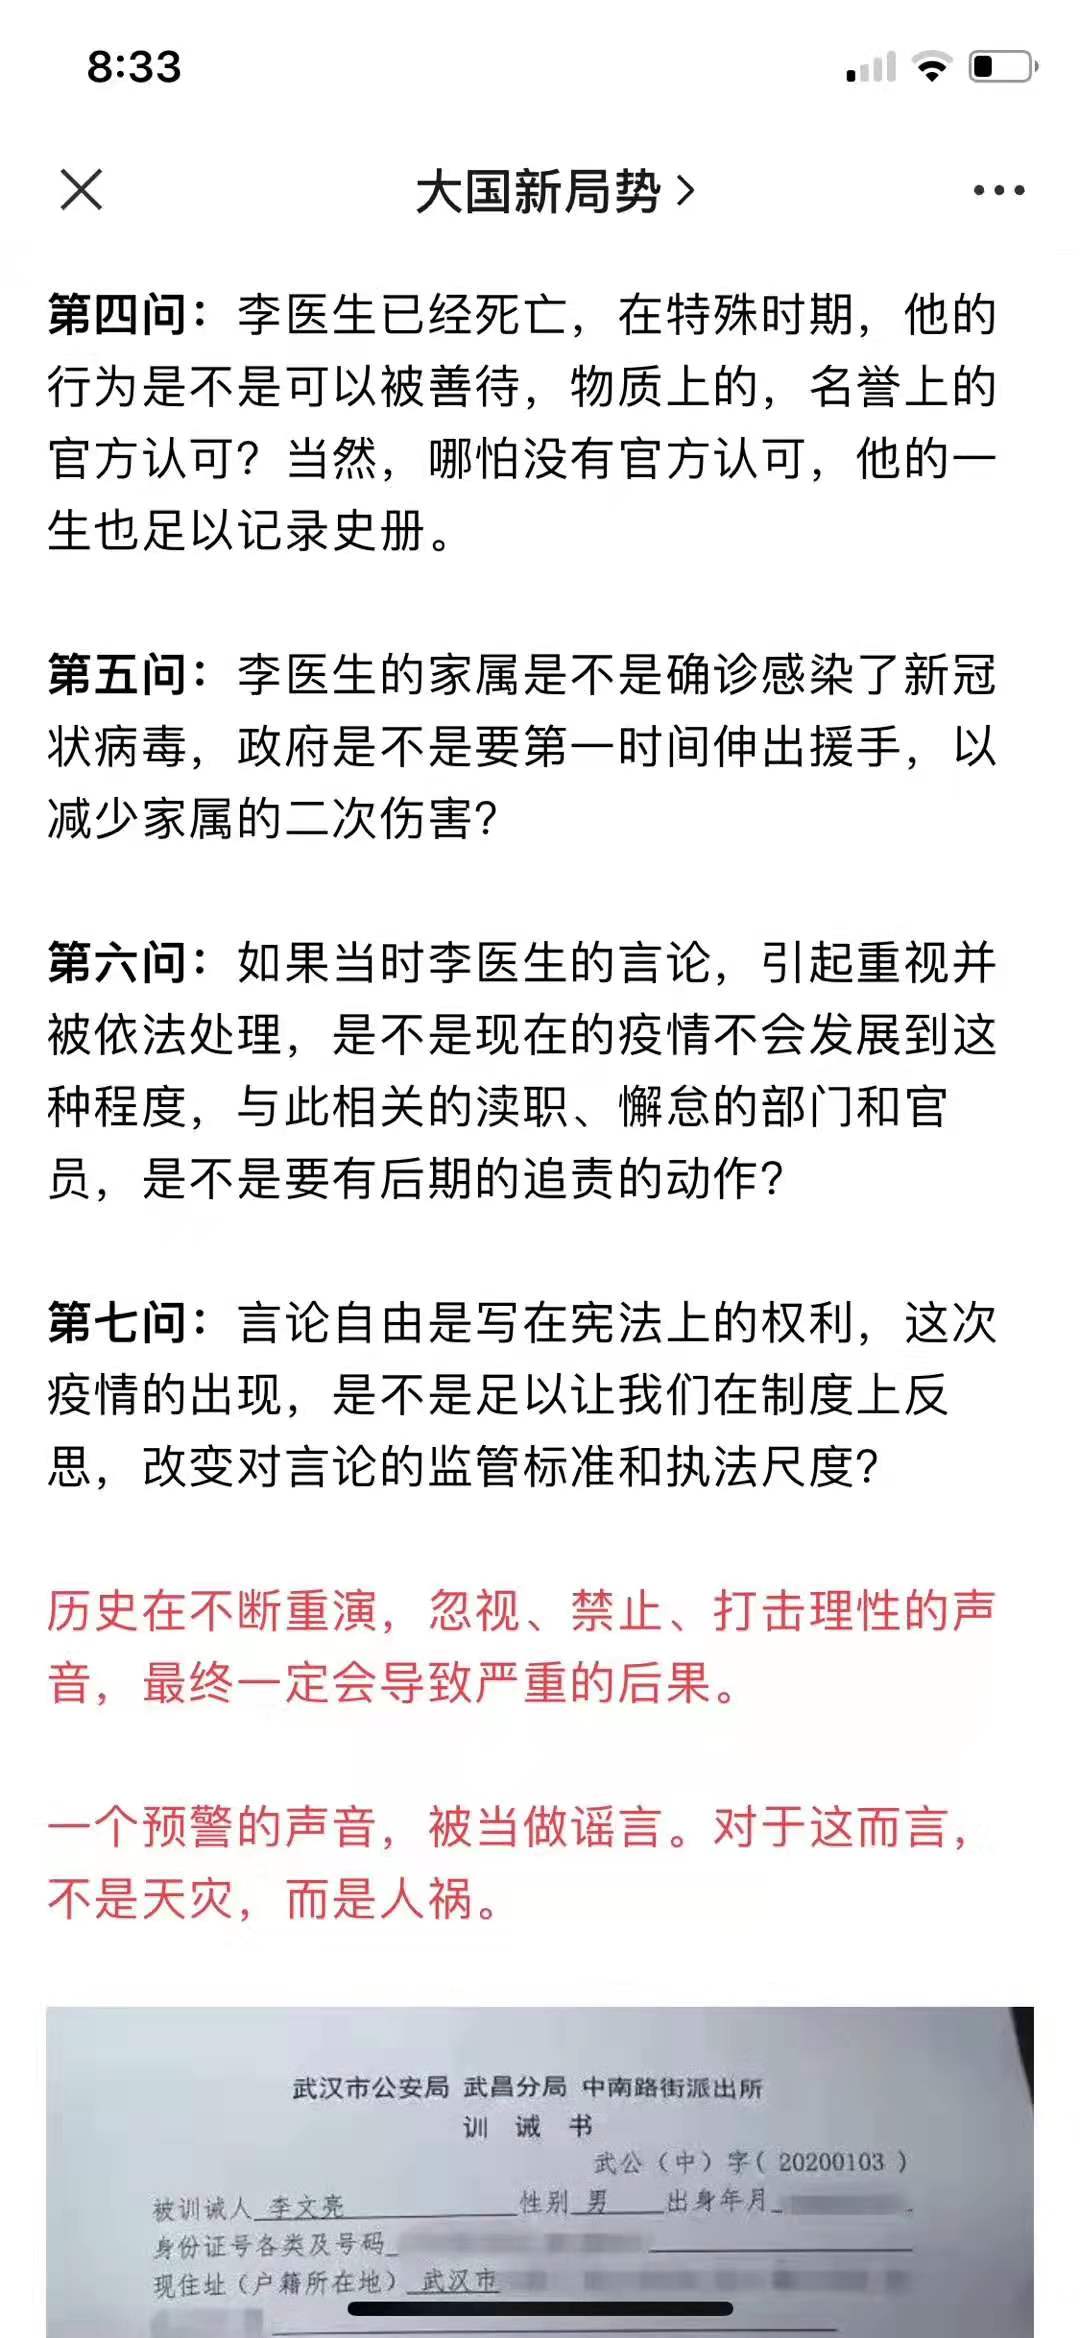 8:33
大国新局势
第四问：李医生已经死亡，在特殊时期，他的
行为是不是可以被善待，物质上的，名誉上的
官方认可？当然，哪怕没有官方认可，他的一
生也足以记录史册。
第五问：李医生的家属是不是确诊感染了新冠
状病毒，政府是不是要第一时间伸出援手，以
减少家属的二次伤害？
第六问：如果当时李医生的言论，引起重视并
被依法处理，是不是现在的疫情不会发展到这
种程度，与此相关的渎职、懈怠的部门和官
员，是不是要有后期的追责的动作？
第七问：言论自由是写在宪法上的权利，这次
疫情的出现，是不是足以让我们在制度上反
思，改变对言论的监管标准和执法尺度？
历史在不断重演，忽视、禁止、打击理性的声
音，最终一定会导致严重的后果。
一个预警的声音，被当做谣言。对于这而言，
不是天灾，而是人祸。
武汉市公安局 武昌分局 中南路街派出所
训 诫 书
武公（中）字( 20200103 )
被训诫人 李文亮 性别 男 出身年月
身份证号各类及号码
现住址（户籍所在地） 武汉市